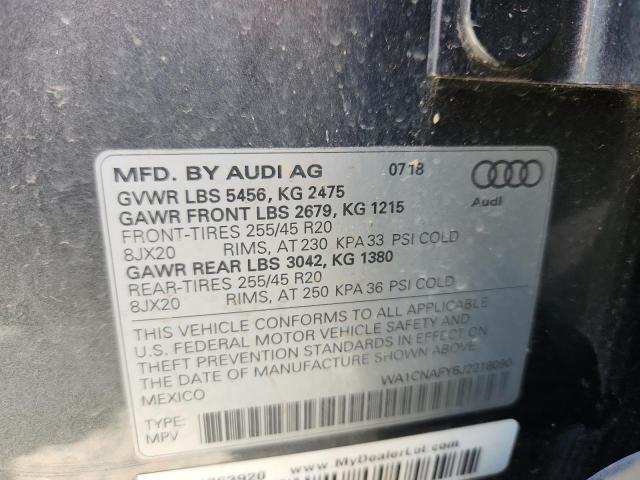 MFD. BY AUDI AG 07 18
GVWR LBS 5456, KG 2475
GAWR FRONT LBS 2679, KG 1215
FRONT-TIRES 255/45 R20
8JX20 RIMS, AT 230 KPA 33 PSI COLD
GAWR REAR LBS 3042, KG 1380
REAR-TIRES 255/45 R20
8JX20 RIMS, AT 250 KPA 36 PSI COLD
Audi
THIS VEHICLE CONFORMS TO ALL APPLICABLE
U.S. FEDERAL MOTOR VEHICLE SAFETY AND
THEFT PREVENTION STANDARDS IN EFFECT ON
THE DATE OF MANUFACTURE SHOWN ABOVE.
MEXICO
WA1CNAFY6J2218090
TYPE:
MPV
www.MyDealerLot.com